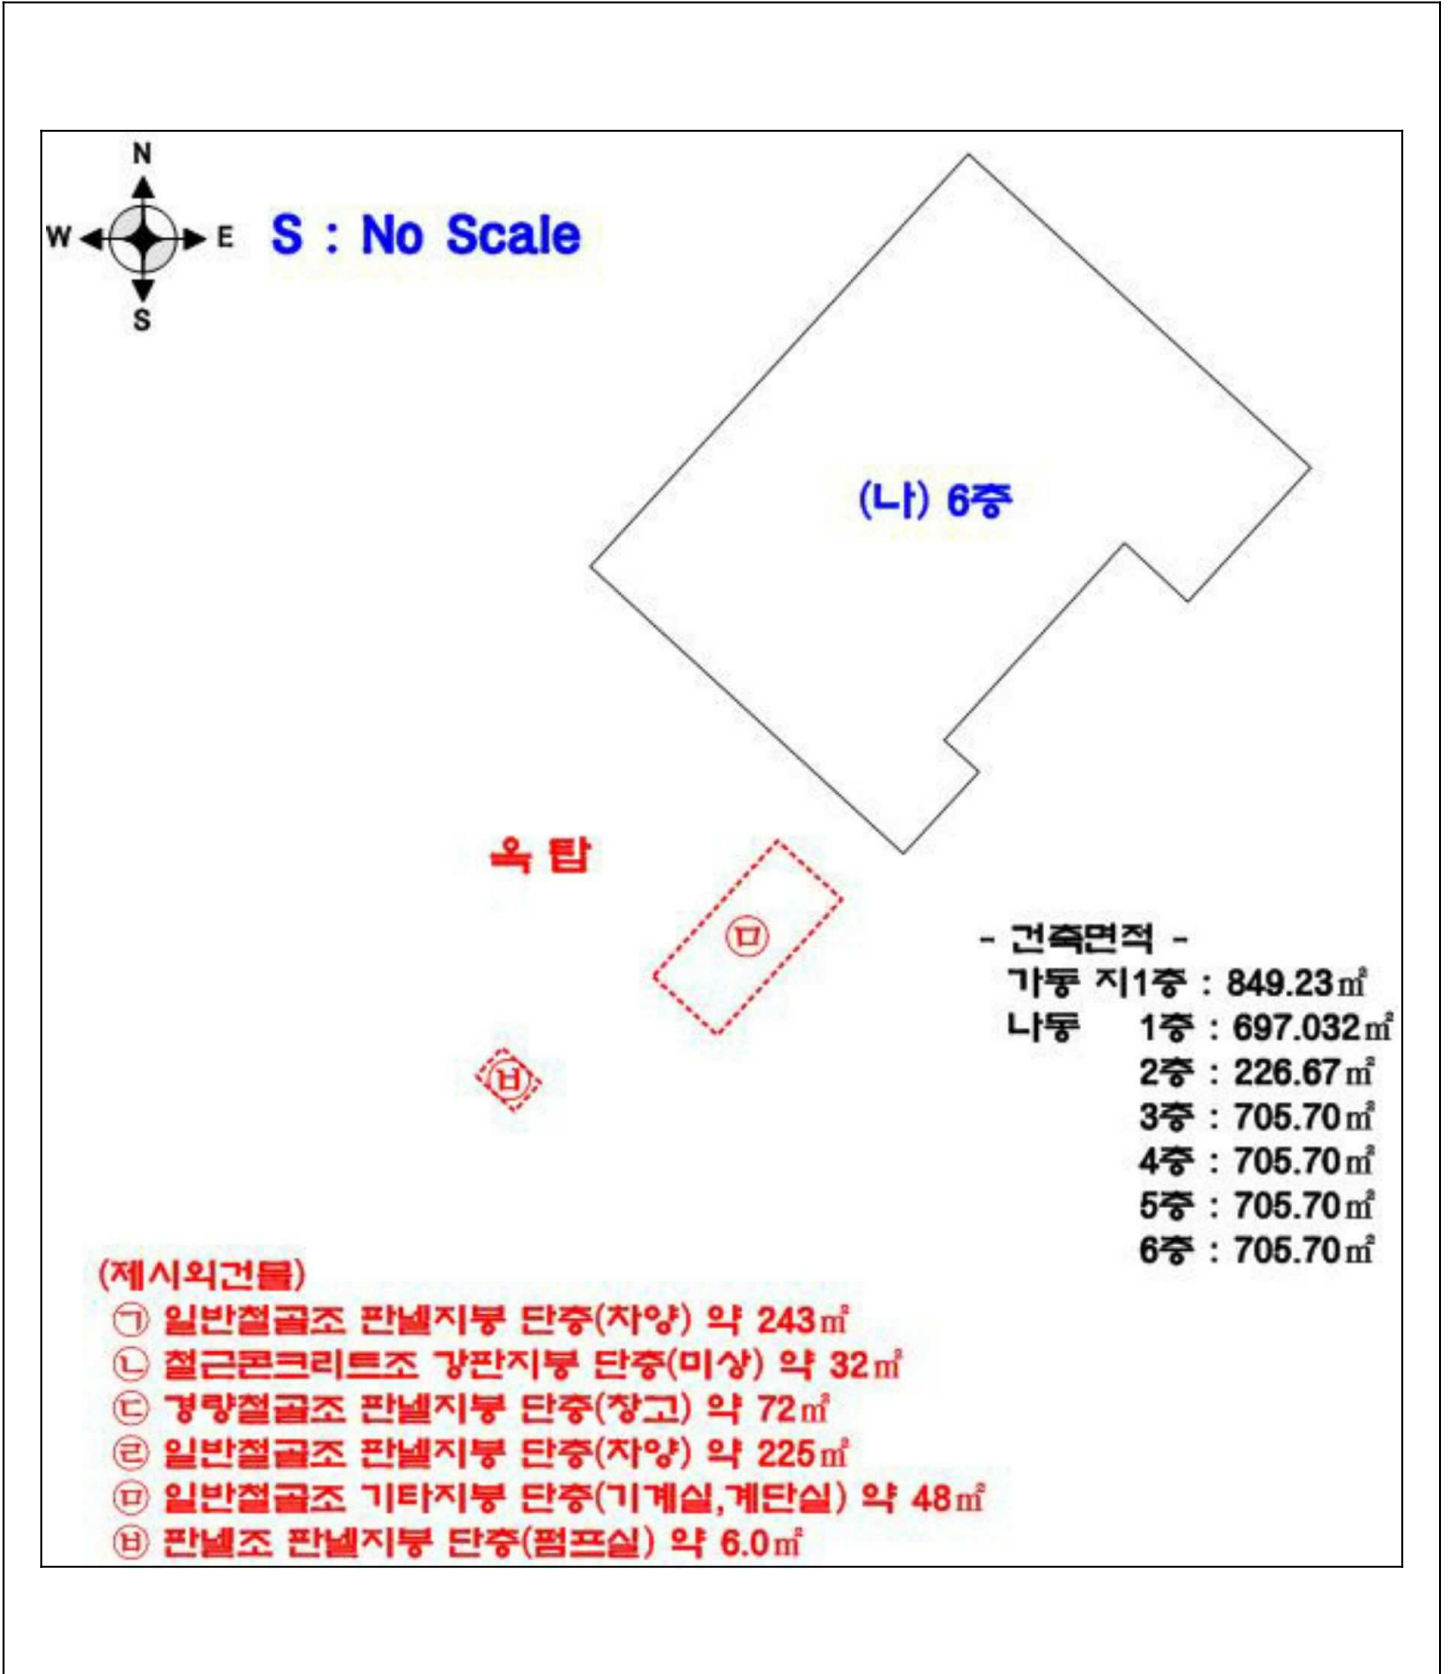 N
W E
S
S : No Scale
(나) 6층
옥 탑
㉤
㉥
- 건축면적 -
가동 지1층 : 849.23㎡
나동 1층 : 697.032㎡
2층 : 226.67㎡
3층 : 705.70㎡
4층 : 705.70㎡
5층 : 705.70㎡
6층 : 705.70㎡
(제시외건물)
㉠ 일반철골조 판넬지붕 단층(차양) 약 243㎡
㉡ 철근콘크리트조 강판지붕 단층(미상) 약 32㎡
㉢ 경량철골조 판넬지붕 단층(창고) 약 72㎡
㉣ 일반철골조 판넬지붕 단층(차양) 약 225㎡
㉤ 일반철골조 기타지붕 단층(기계실,계단실) 약 48㎡
㉥ 판넬조 판넬지붕 단층(펌프실) 약 6.0㎡